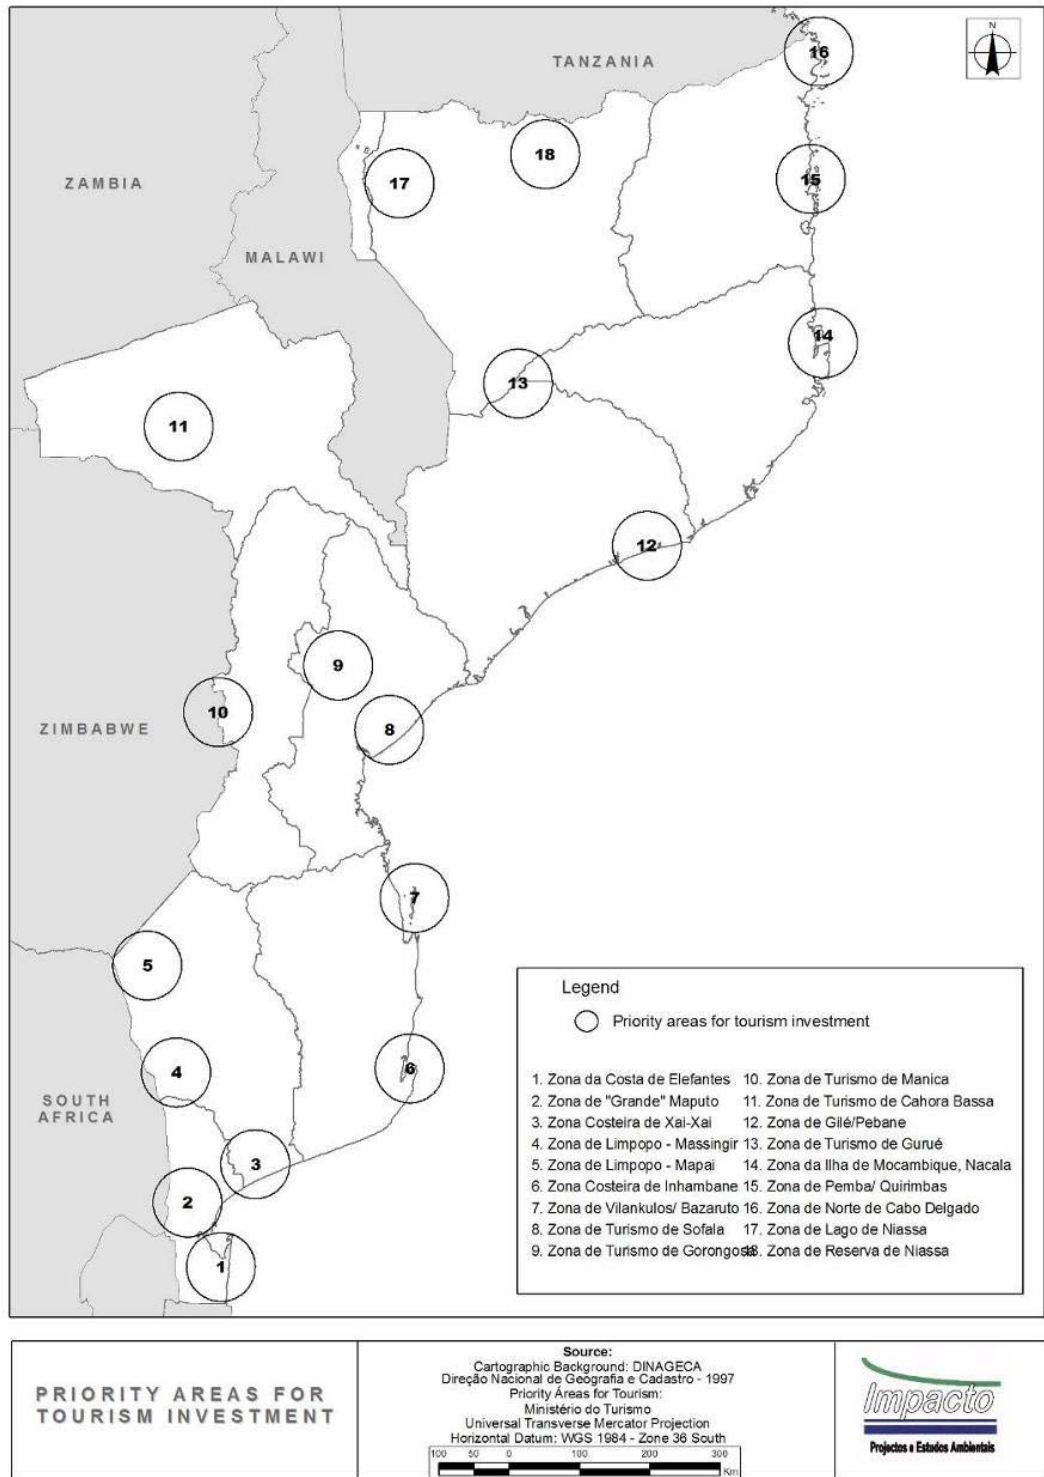 N
TANZANIA
16
18
17
15
ZAMBIA
MALAWI
14
13
11
12
9
10
8
ZIMBABWE
7
5
6
4
SOUTH
AFRICA
3
2
1
Legend
Priority areas for tourism investment
1. Zona da Costa de Elefantes
2. Zona de "Grande" Maputo
3. Zona Costeira de Xai-Xai
4. Zona de Limpopo - Massingir
5. Zona de Limpopo - Mapai
6. Zona Costeira de Inhambane
7. Zona de Vilankulos/ Bazaruto
8. Zona de Turismo de Sofala
9. Zona de Turismo de Gorongosa
10. Zona de Turismo de Manica
11. Zona de Turismo de Cahora Bassa
12. Zona de Gilé/Pebane
13. Zona de Turismo de Gurué
14. Zona da Ilha de Mocambique, Nacala
15. Zona de Pemba/ Quirimbas
16. Zona de Norte de Cabo Delgado
17. Zona de Lago de Niassa
18. Zona de Reserva de Niassa
PRIORITY AREAS FOR
TOURISM INVESTMENT
Source:
Cartographic Background: DINAGECA
Direção Nacional de Geografia e Cadastro - 1997
Priority Áreas for Tourism:
Ministério do Turismo
Universal Transverse Mercator Projection
Horizontal Datum: WGS 1984 - Zone 36 South
100 50 0 100 200 300
Km
Impacto
Projectos e Estudos Ambientais